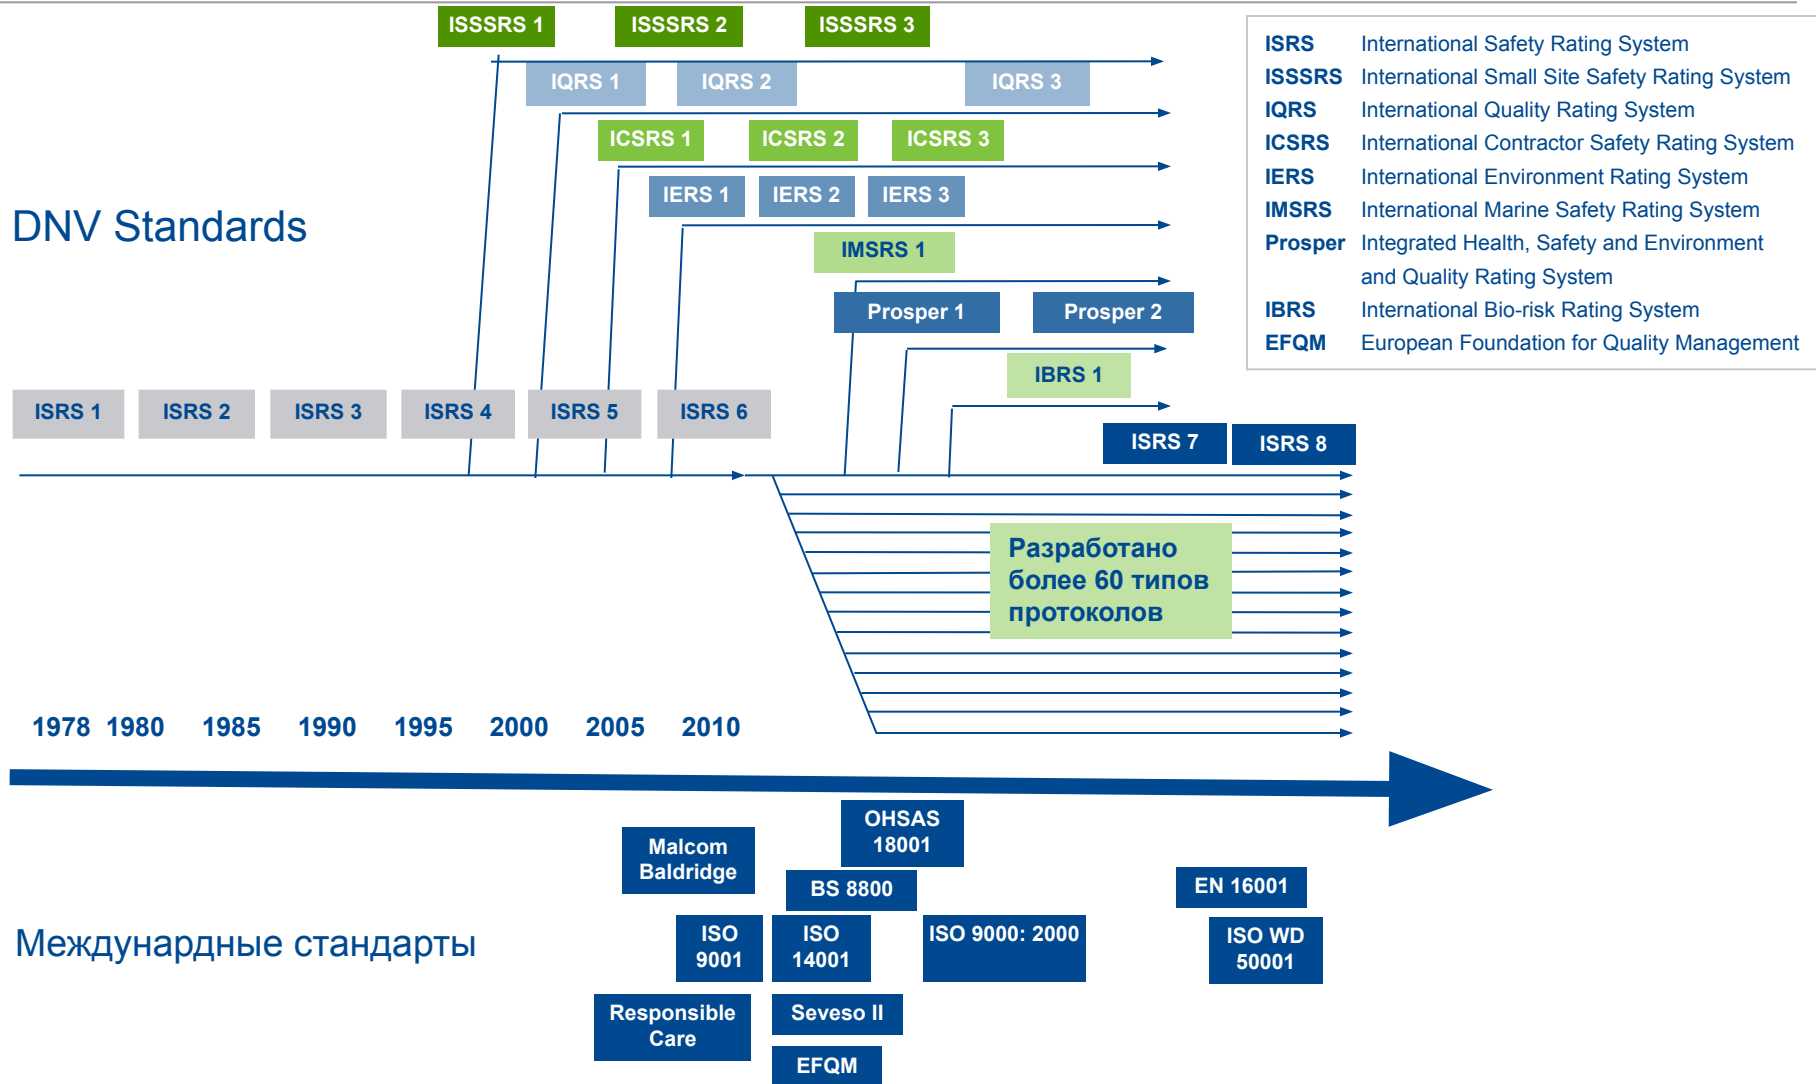 ISSSRS 1
ISSSRS 2
ISSSRS 3
IQRS 1
IQRS 2
IQRS 3
ICSRS 1
ICSRS 2
ICSRS 3
IERS 1
IERS 2
IERS 3
DNV Standards
IMSRS 1
Prosper 1
Prosper 2
IBRS 1
ISRS 1
ISRS 2
ISRS 3
ISRS 4
ISRS 5
ISRS 6
ISRS 7
ISRS 8
ISRS International Safety Rating System
ISSSRS International Small Site Safety Rating System
IQRS International Quality Rating System
ICSRS International Contractor Safety Rating System
IERS International Environment Rating System
IMSRS International Marine Safety Rating System
Prosper Integrated Health, Safety and Environment
and Quality Rating System
IBRS International Bio-risk Rating System
EFQM European Foundation for Quality Management
Разработано
более 60 типов
протоколов
1978 1980 1985 1990 1995 2000 2005 2010
OHSAS
18001
Malcom
Baldridge
BS 8800
EN 16001
Междунардные стандарты
ISO
9001
ISO
14001
ISO 9000: 2000
ISO WD
50001
Responsible
Care
Seveso II
EFQM